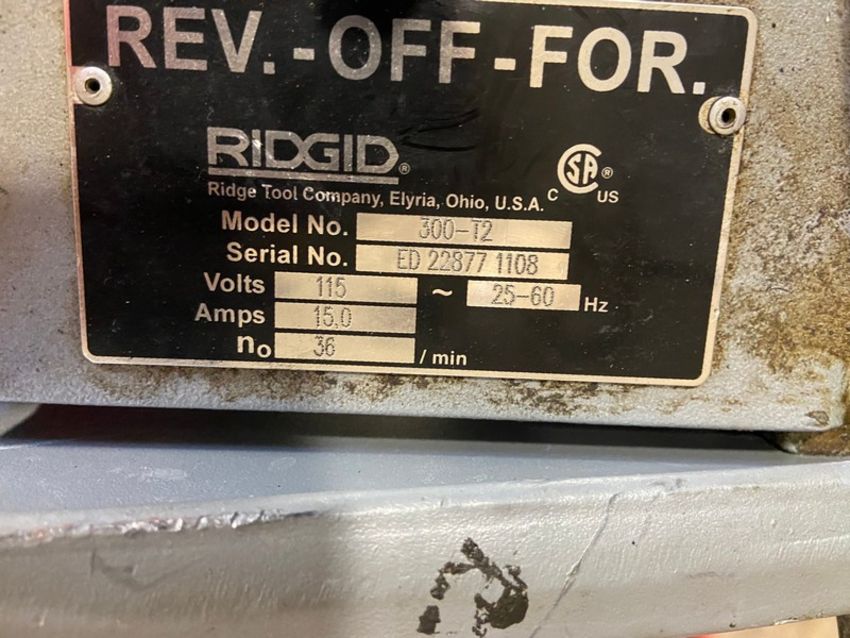 REV.-OFF-FOR.
RIDGID®
Ridge Tool Company, Elyria, Ohio, U.S.A.
C SA ® US
Model No. 300-T2
Serial No. ED 22877 1108
Volts 115 ~ 25-60 Hz
Amps 15.0
no 36 / min